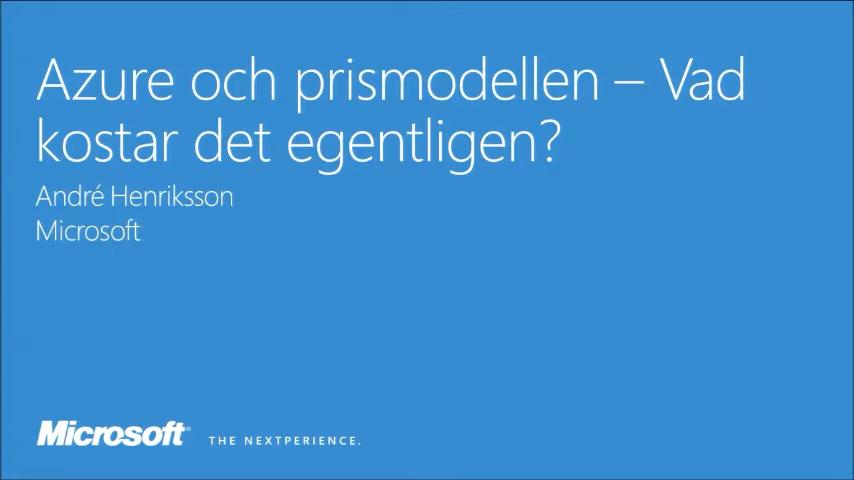 Azure och prismodellen – Vad
kostar det egentligen?
André Henriksson
Microsoft
Microsoft® THE NEXTPERIENCE.